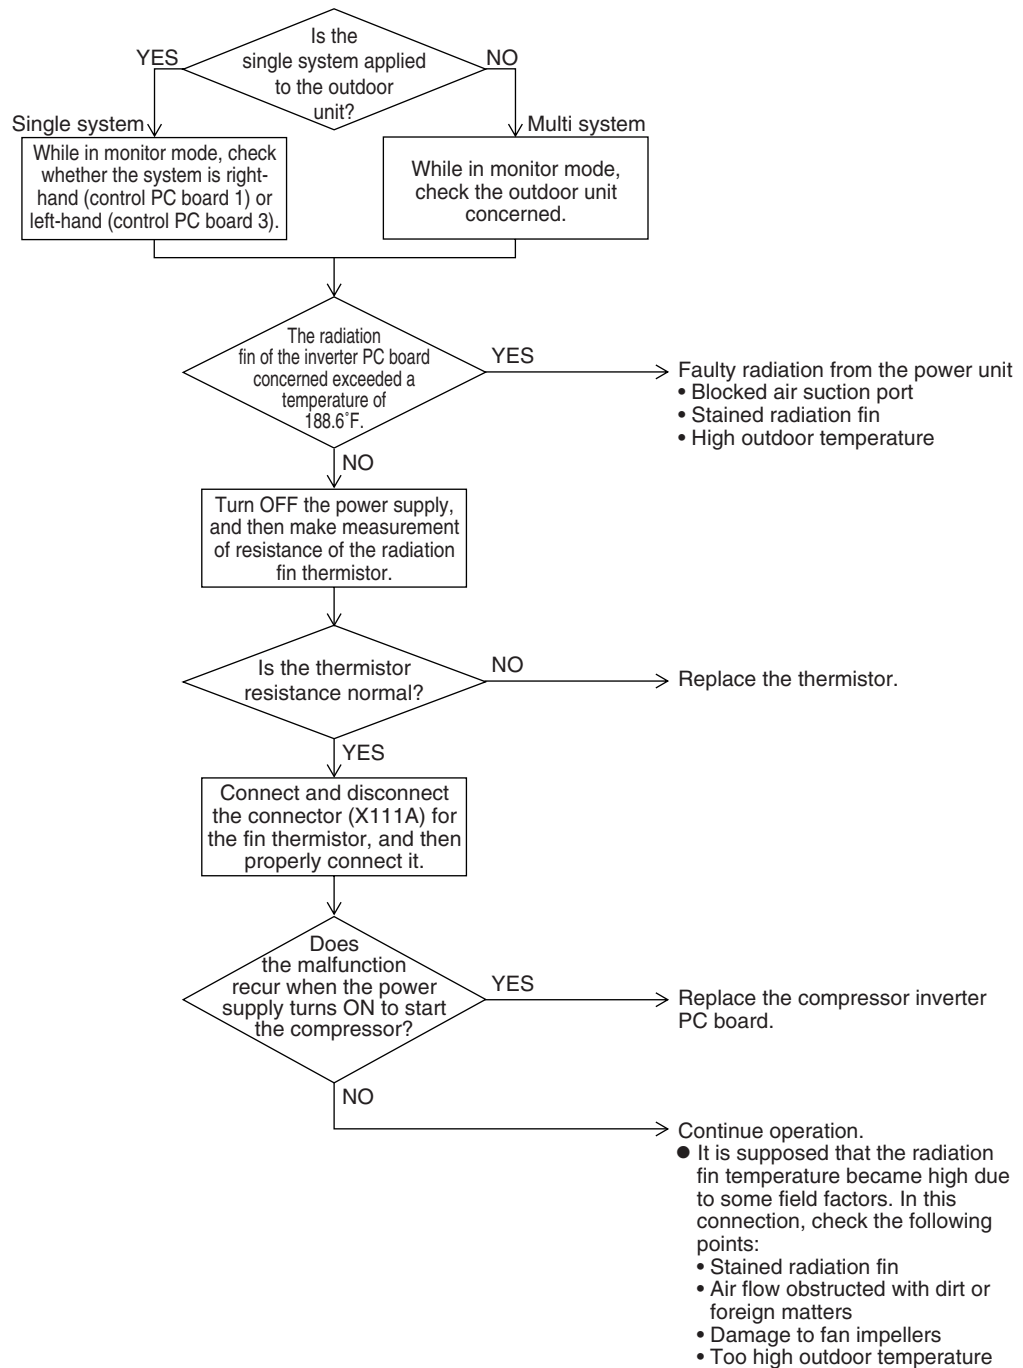 Is the
single system applied
to the outdoor
unit?
YES
NO
Single system
Multi system
While in monitor mode, check
whether the system is right-
hand (control PC board 1) or
left-hand (control PC board 3).
While in monitor mode,
check the outdoor unit
concerned.
The radiation
fin of the inverter PC board
concerned exceeded a
temperature of
188.6˚F.
YES
Faulty radiation from the power unit
• Blocked air suction port
• Stained radiation fin
• High outdoor temperature
NO
Turn OFF the power supply,
and then make measurement
of resistance of the radiation
fin thermistor.
Is the thermistor
resistance normal?
NO
Replace the thermistor.
YES
Connect and disconnect
the connector (X111A) for
the fin thermistor, and then
properly connect it.
Does
the malfunction
recur when the power
supply turns ON to start
the compressor?
YES
Replace the compressor inverter
PC board.
NO
Continue operation.
● It is supposed that the radiation
fin temperature became high due
to some field factors. In this
connection, check the following
points:
• Stained radiation fin
• Air flow obstructed with dirt or
foreign matters
• Damage to fan impellers
• Too high outdoor temperature